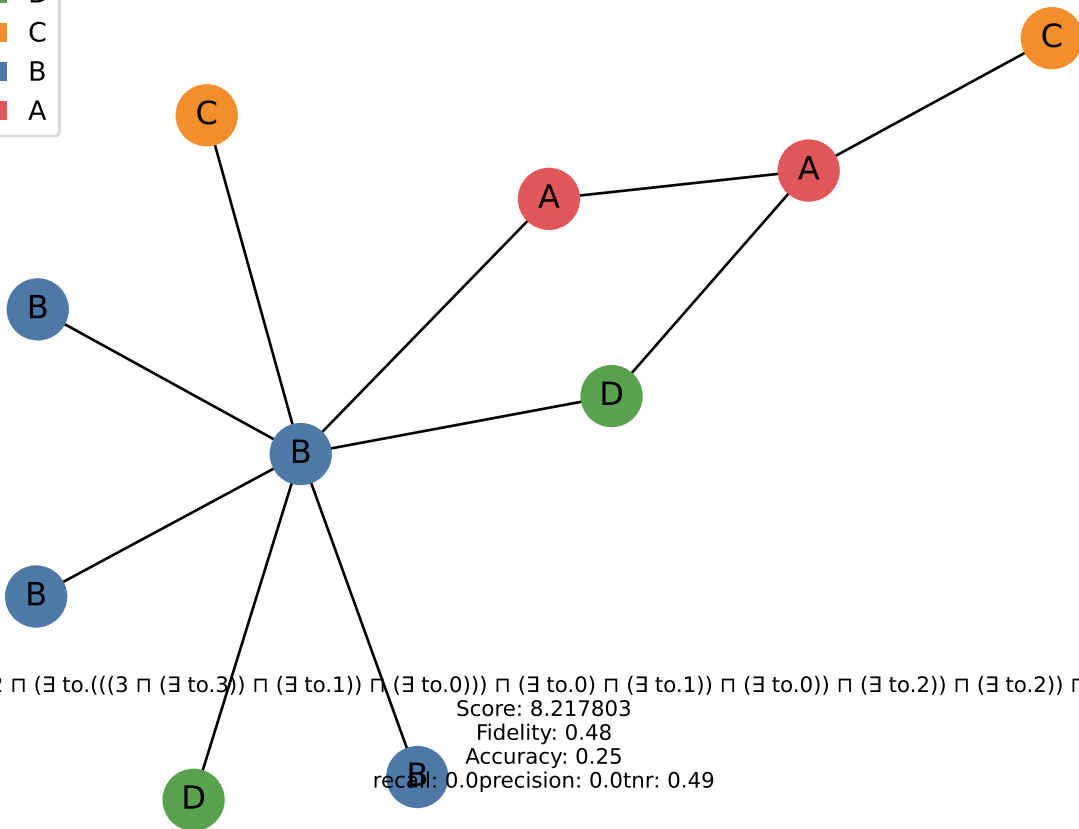 C
B
A
C
C
A
A
B
D
B
B
⊓ (∃ to.(((3 ⊓ (∃ to.3)) ⊓ (∃ to.1)) ⊓ (∃ to.0))) ⊓ (∃ to.0) ⊓ (∃ to.1)) ⊓ (∃ to.0)) ⊓ (∃ to.2)) ⊓ (∃ to.2)) ⊓
Score: 8.217803
Fidelity: 0.48
Accuracy: 0.25
recall: 0.0precision: 0.0tnr: 0.49
B
D